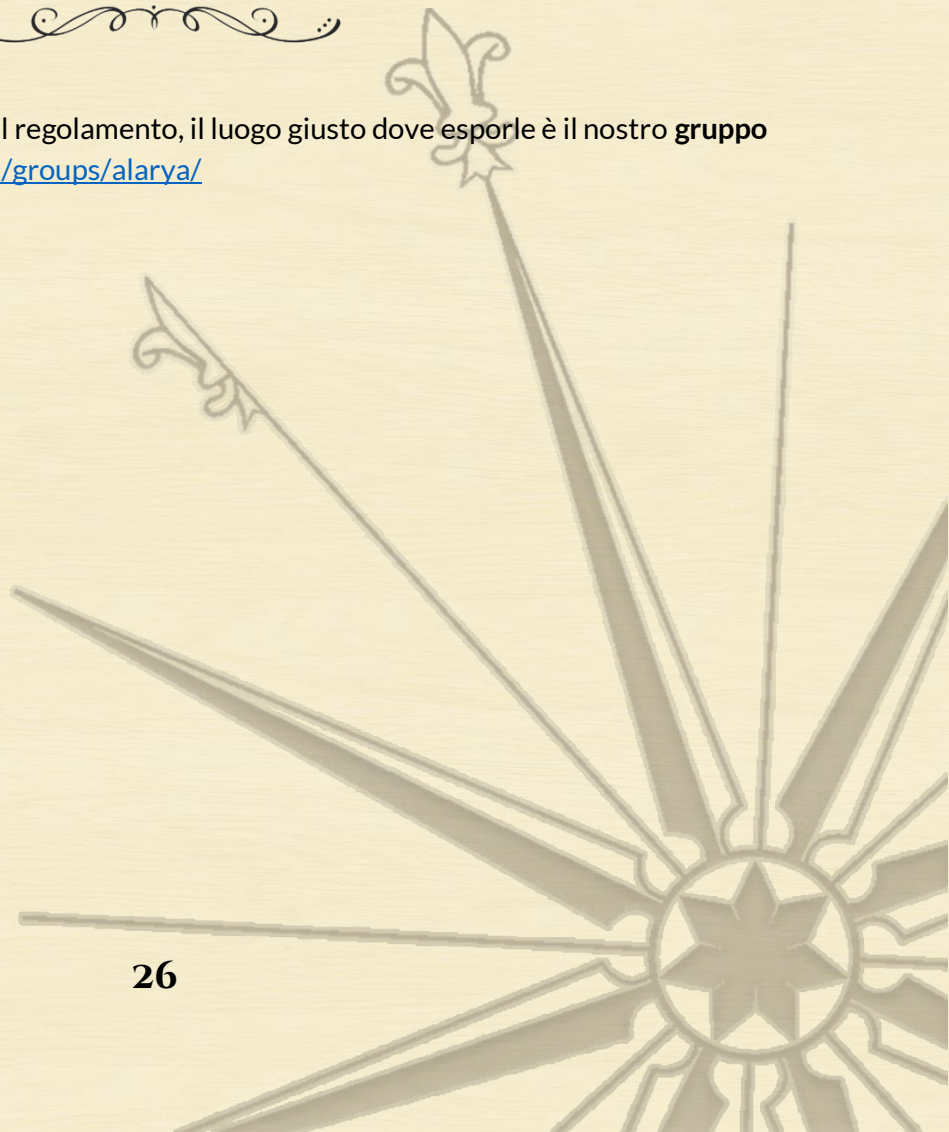 l regolamento, il luogo giusto dove esporle è il nostro gruppo
/groups/alarya/
26